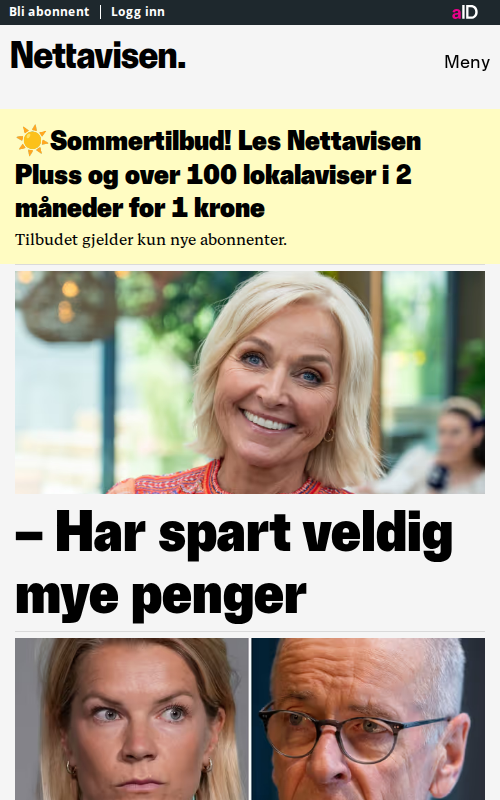 Bli abonnent | Logg inn
aID
Nettavisen.
Meny
☀️Sommertilbud! Les Nettavisen
Pluss og over 100 lokalaviser i 2
måneder for 1 krone
Tilbudet gjelder kun nye abonnenter.
– Har spart veldig
mye penger